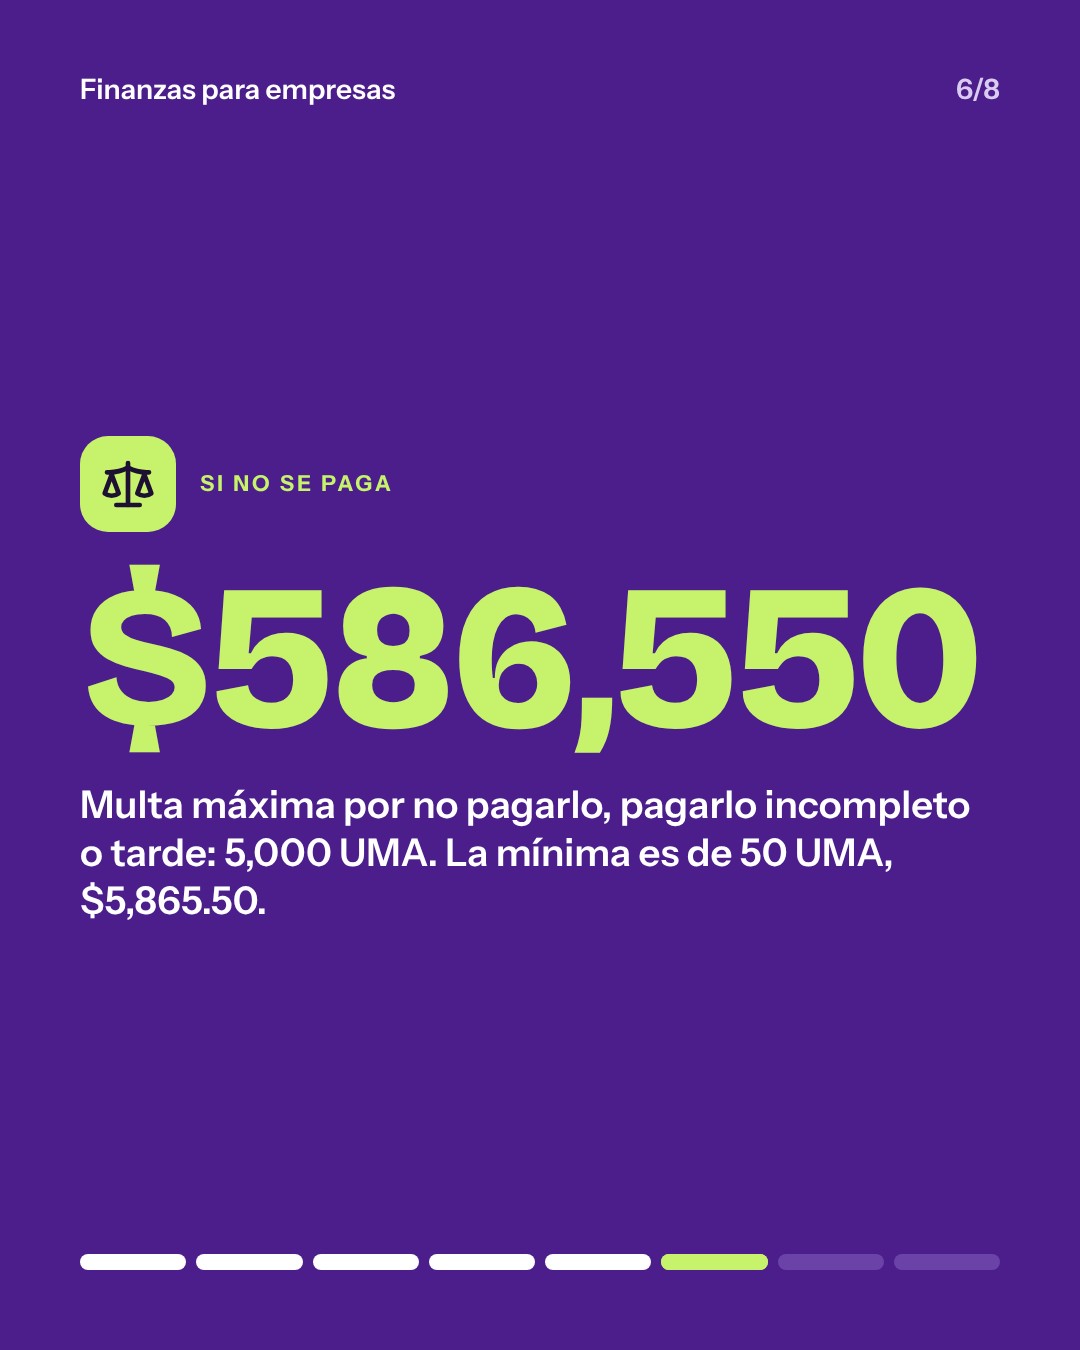 Finanzas para empresas
6/8
SI NO SE PAGA
$586,550
Multa máxima por no pagarlo, pagarlo incompleto
o tarde: 5,000 UMA. La mínima es de 50 UMA,
$5,865.50.